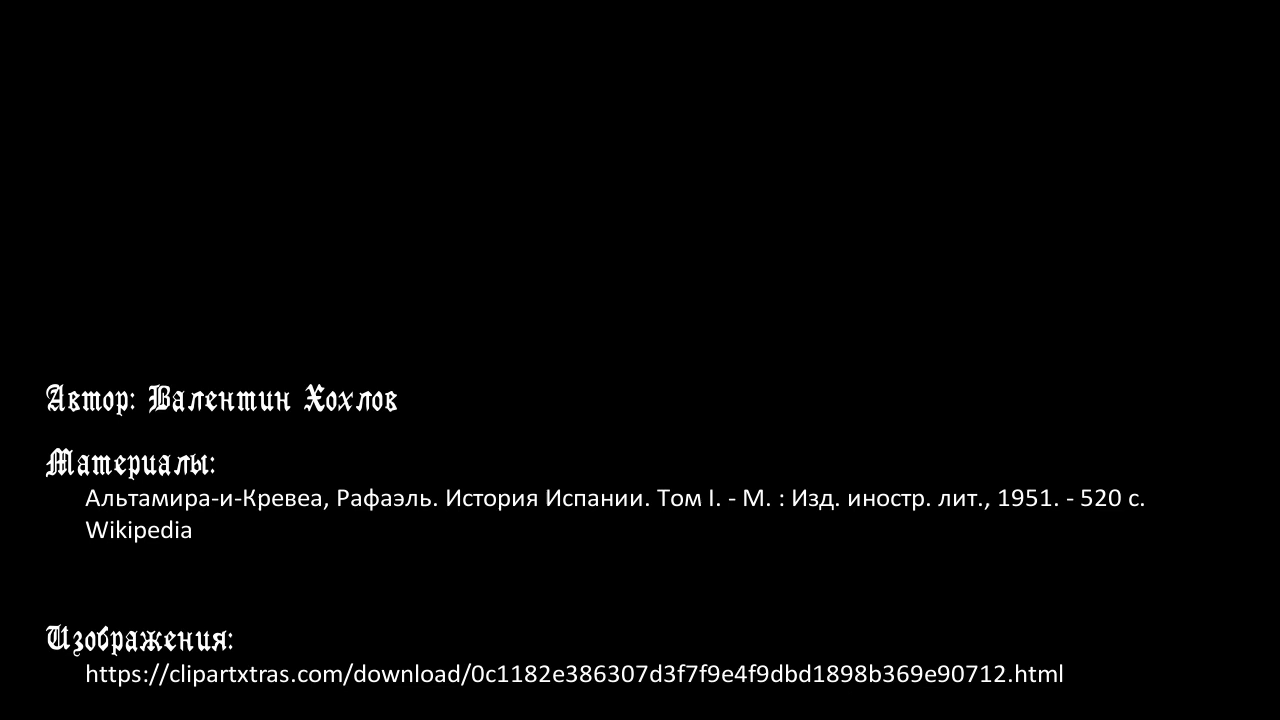 Автор: Валентин Хохлов
Материалы:
Альтамира-и-Кревеа, Рафаэль. История Испании. Том I. - М. : Изд. иностр. лит., 1951. - 520 с.
Wikipedia
Изображения:
https://clipartxtras.com/download/0c1182e386307d3f7f9e4f9dbd1898b369e90712.html